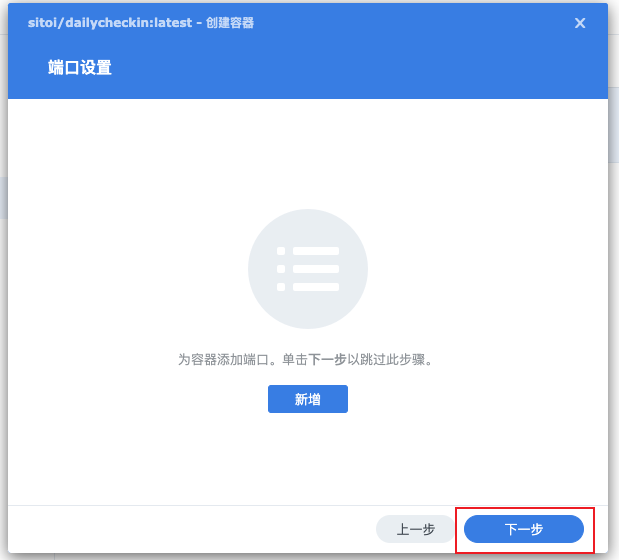 sitoi/dailycheckin:latest - 创建容器
端口设置
为容器添加端口。单击下一步以跳过此步骤。
新增
上一步
下一步